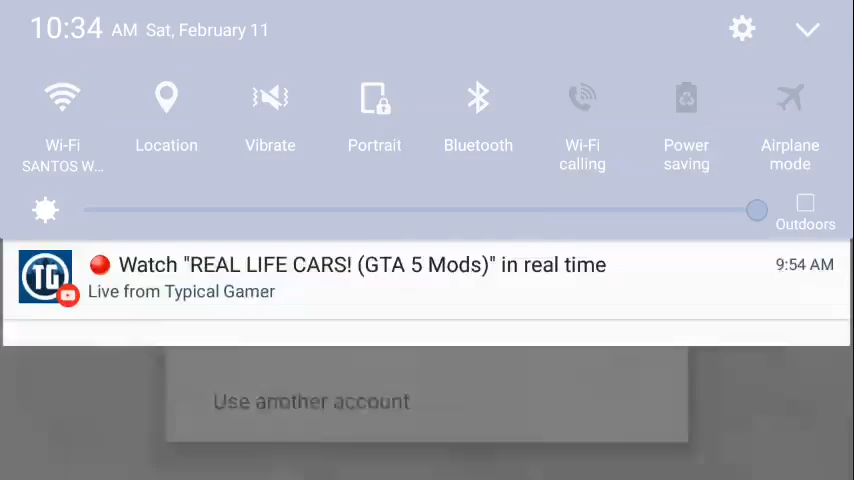 10:34 AM Sat, February 11
Wi-Fi
SANTOS W...
Location
Vibrate
Portrait
Bluetooth
Wi-Fi
calling
Power
saving
Airplane
mode
Outdoors
TG
Watch "REAL LIFE CARS! (GTA 5 Mods)" in real time
9:54 AM
Live from Typical Gamer
Use another account